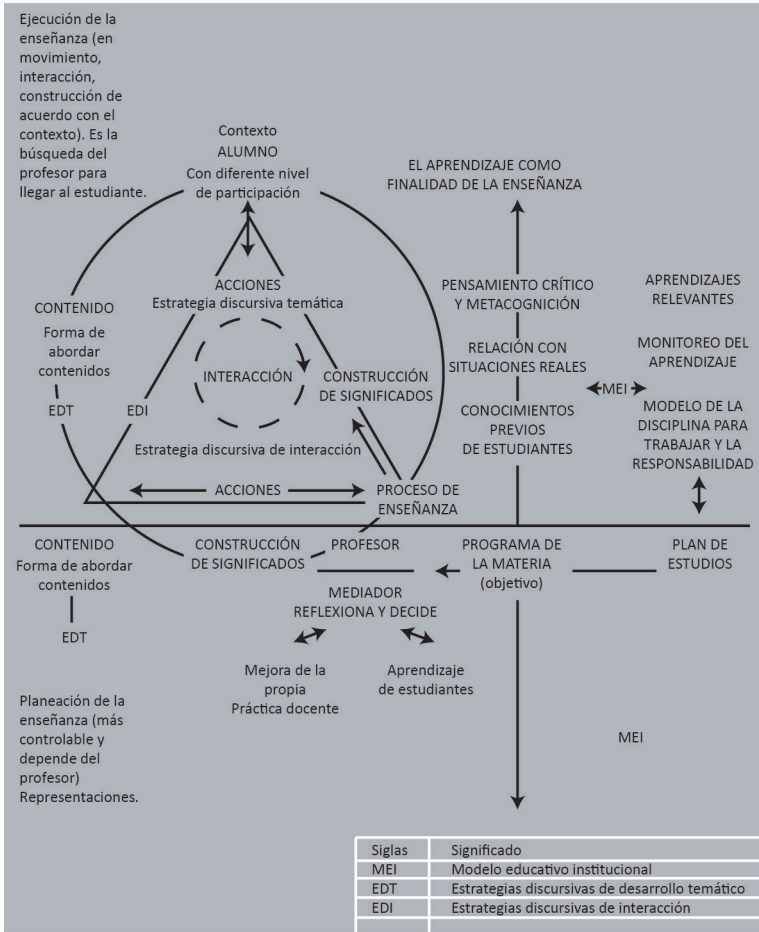 Ejecución de la
enseñanza (en
movimiento,
interacción,
construcción de
acuerdo con el
contexto). Es la
búsqueda del
profesor para
llegar al estudiante.
Contexto
ALUMNO
Con diferente nivel
de participación
EL APRENDIZAJE COMO
FINALIDAD DE LA ENSEÑANZA
CONTENIDO
Forma de
abordar
contenidos
EDT
EDI
ACCIONES
Estrategia discursiva temática
INTERACCIÓN
CONSTRUCCIÓN
DE SIGNIFICADOS
Estrategia discursiva de interacción
ACCIONES
PROCESO DE
ENSEÑANZA
PENSAMIENTO CRÍTICO
Y METACOGNICIÓN
RELACIÓN CON
SITUACIONES REALES
CONOCIMIENTOS
PREVIOS
DE ESTUDIANTES
MEI
APRENDIZAJES
RELEVANTES
MONITOREO DEL
APRENDIZAJE
MODELO DE LA
DISCIPLINA PARA
TRABAJAR Y LA
RESPONSABILIDAD
CONTENIDO
Forma de abordar
contenidos
EDT
CONSTRUCCIÓN
DE SIGNIFICADOS
PROFESOR
MEDIADOR
REFLEXIONA Y DECIDE
Mejora de la
propia
Práctica docente
Aprendizaje
de estudiantes
PROGRAMA DE
LA MATERIA
(objetivo)
PLAN DE
ESTUDIOS
Planeación de la
enseñanza (más
controlable y
depende del
profesor)
Representaciones.
MEI
Siglas Significado
MEI Modelo educativo institucional
EDT Estrategias discursivas de desarrollo temático
EDI Estrategias discursivas de interacción